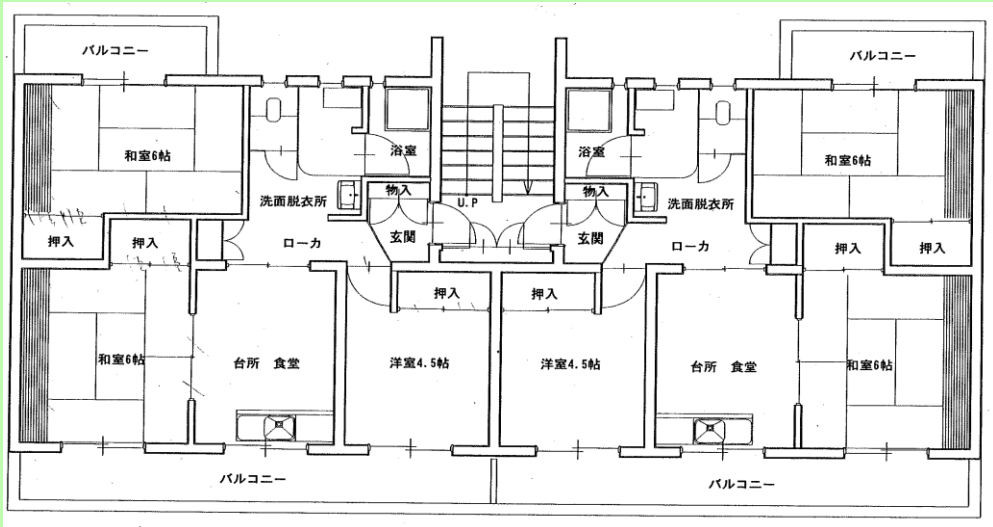 バルコニー
バルコニー
和室6帖
浴室
浴室
和室6帖
物入
物入
洗面脱衣所
U.P
洗面脱衣所
押入
押入
ローカ
玄関
玄関
ローカ
押入
押入
押入
押入
和室6帖
台所 食堂
洋室4.5帖
洋室4.5帖
台所 食堂
和室6帖
バルコニー
バルコニー